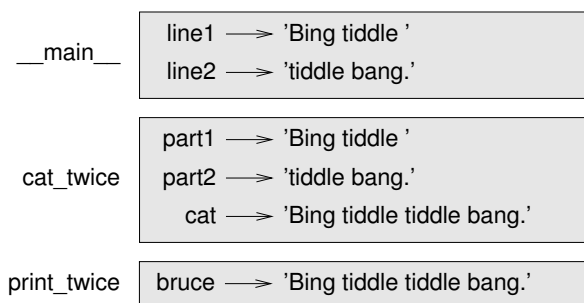 __main__
line1 ’Bing tiddle ’
line2 ’tiddle bang.’
cat_twice
part1 ’Bing tiddle ’
part2 ’tiddle bang.’
cat ’Bing tiddle tiddle bang.’
print_twice
bruce ’Bing tiddle tiddle bang.’